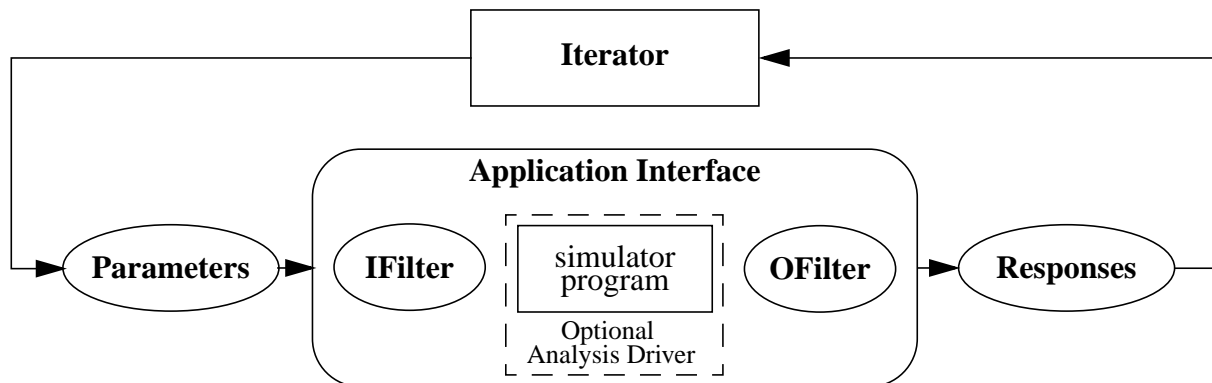 Iterator
Application Interface
Parameters
IFilter
simulator
program
OFilter
Responses
Optional
Analysis Driver